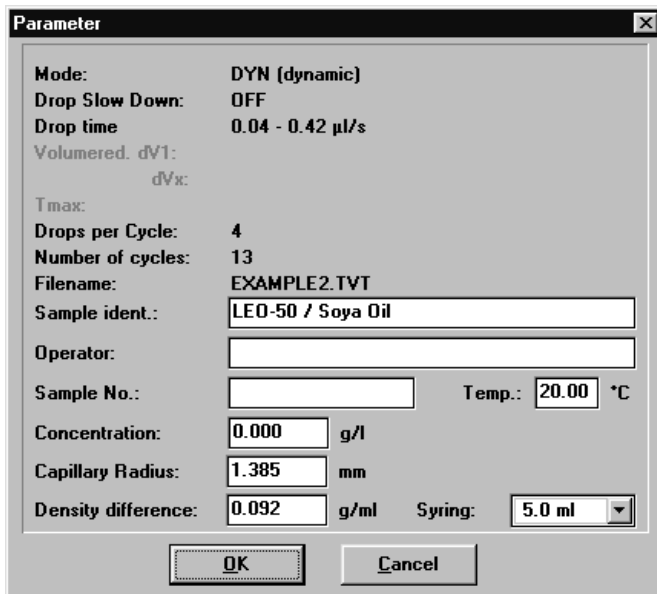 Parameter
Mode: DYN (dynamic)
Drop Slow Down: OFF
Drop time 0.04 - 0.42 µl/s
Volumered. dV1:
dVx:
Tmax:
Drops per Cycle: 4
Number of cycles: 13
Filename: EXAMPLE2.TVT
Sample ident.: LEO-50 / Soya Oil
Operator:
Sample No.: Temp.: 20.00 °C
Concentration: 0.000 g/l
Capillary Radius: 1.385 mm
Density difference: 0.092 g/ml Syring: 5.0 ml
OK Cancel